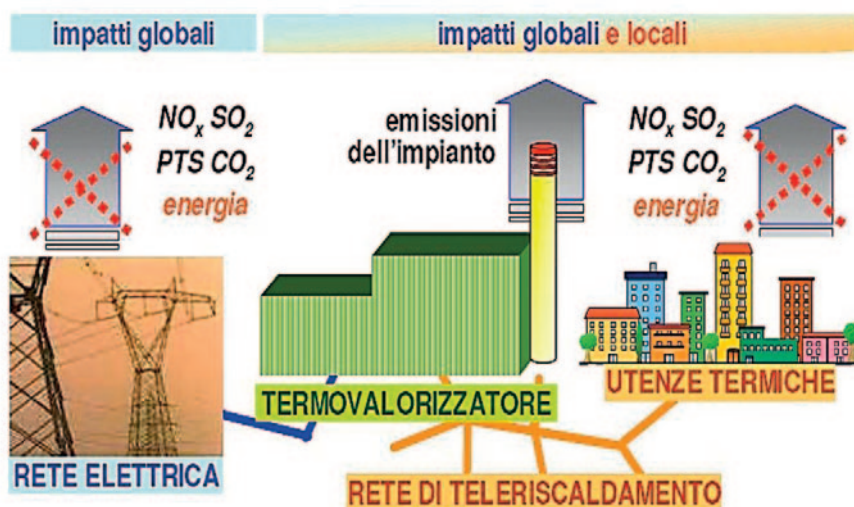 impatti globali
impatti globali e locali
NOx SO2
PTS CO2
energia
emissioni
dell'impianto
NOx SO2
PTS CO2
energia
TERMOVALORIZZATORE
UTENZE TERMICHE
RETE ELETTRICA
RETE DI TELERISCALDAMENTO